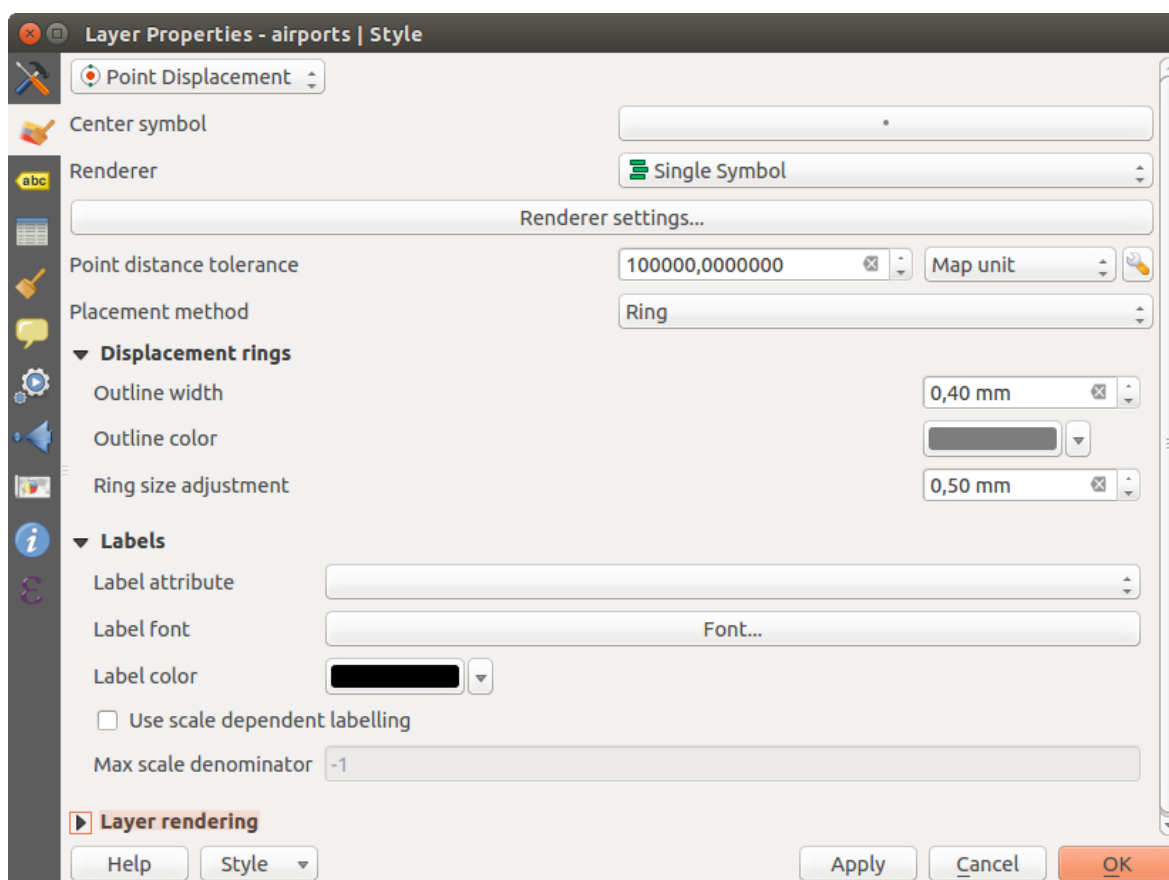 Layer Properties - airports | Style
Point Displacement
Center symbol
Renderer Single Symbol
abc
Renderer settings...
Point distance tolerance 100000,0000000 Map unit
Placement method Ring
Displacement rings
Outline width 0,40 mm
Outline color
Ring size adjustment 0,50 mm
Labels
Label attribute
Label font Font...
Label color
Use scale dependent labelling
Max scale denominator -1
Layer rendering
Help Style Apply Cancel OK